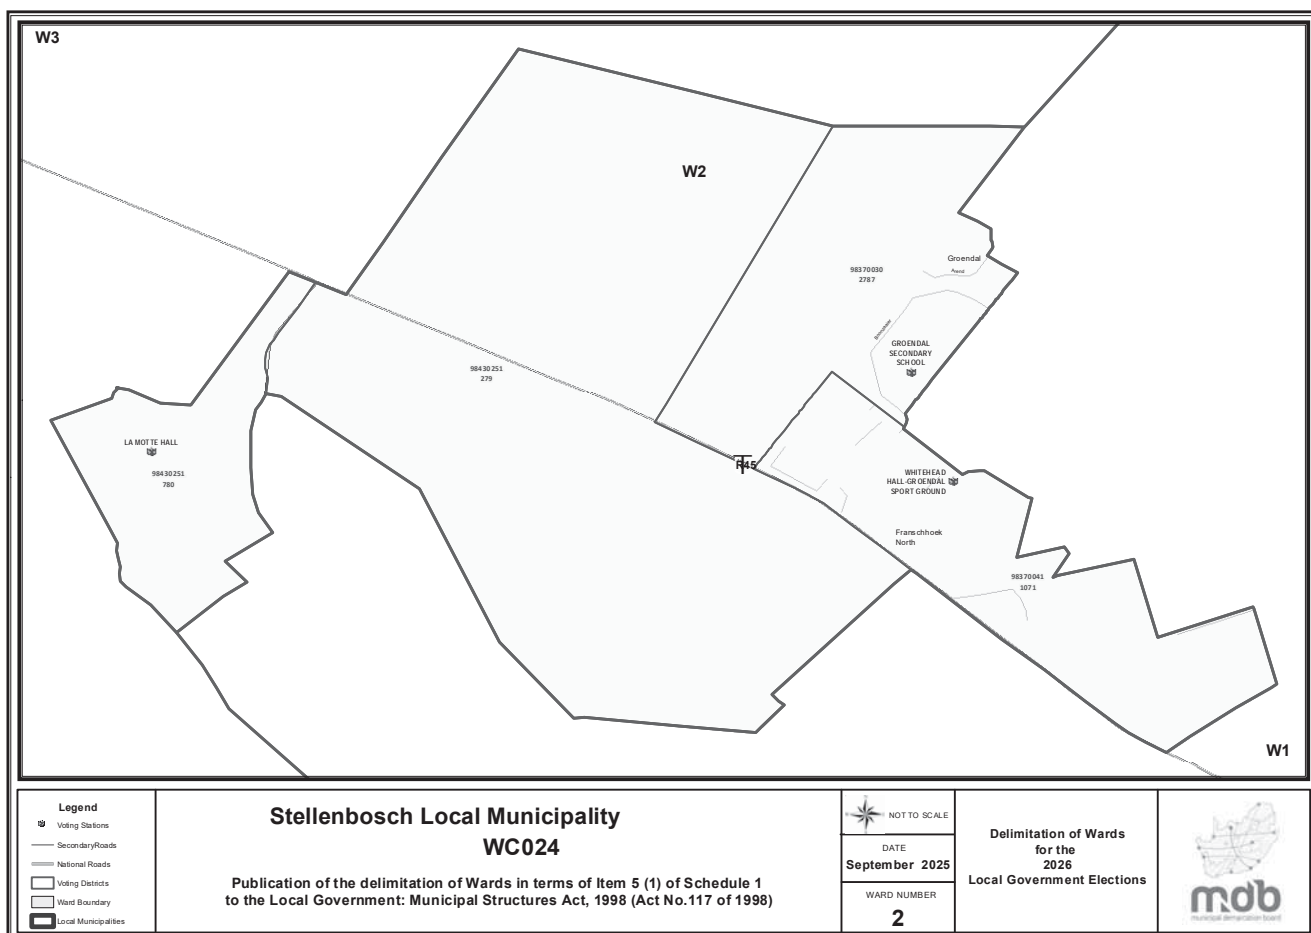 W3
W2
98370030
2787
Groendal
Arend
GROENDAL
SECONDARY
SCHOOL
98430251
279
LA MOTTE HALL
98430251
780
R45
WHITEHEAD
HALL-GROENDAL
SPORT GROUND
Franschhoek
North
98370041
1071
W1
Legend
Voting Stations
SecondaryRoads
National Roads
Voting Districts
Ward Boundary
Local Municipalities
Stellenbosch Local Municipality
WC024
Publication of the delimitation of Wards in terms of Item 5 (1) of Schedule 1
to the Local Government: Municipal Structures Act, 1998 (Act No.117 of 1998)
NOT TO SCALE
DATE
September 2025
WARD NUMBER
2
Delimitation of Wards
for the
2026
Local Government Elections
mdb
municipal demarcation board